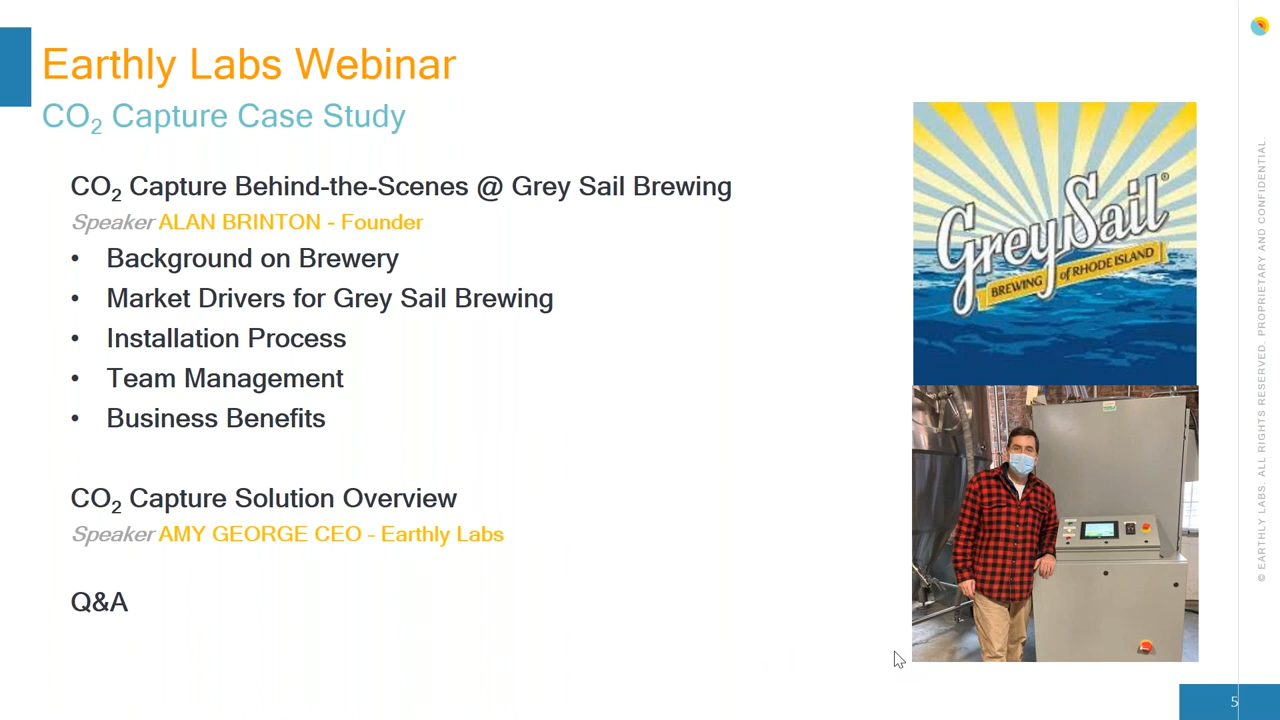 Earthly Labs Webinar
CO₂ Capture Case Study
CO₂ Capture Behind-the-Scenes @ Grey Sail Brewing
Speaker ALAN BRINTON - Founder
• Background on Brewery
• Market Drivers for Grey Sail Brewing
• Installation Process
• Team Management
• Business Benefits
CO₂ Capture Solution Overview
Speaker AMY GEORGE CEO - Earthly Labs
Q&A
Grey Sail®
BREWING of RHODE ISLAND
© EARTHLY LABS. ALL RIGHTS RESERVED. PROPRIETARY AND CONFIDENTIAL.
5